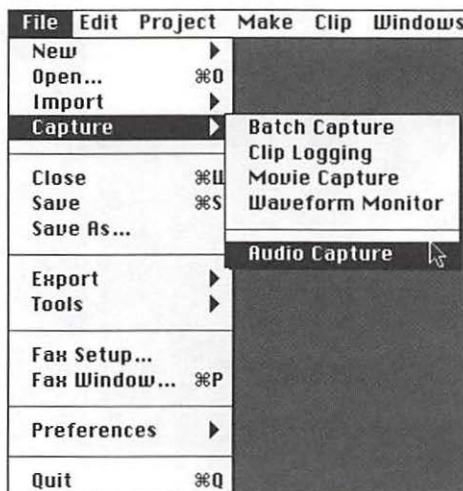 File Edit Project Make Clip Windows
New
Open... ⌘O
Import
Capture
Close ⌘W
Save ⌘S
Save As...
Export
Tools
Fax Setup...
Fax Window... ⌘P
Preferences
Quit ⌘Q
Batch Capture
Clip Logging
Movie Capture
Waveform Monitor
Audio Capture